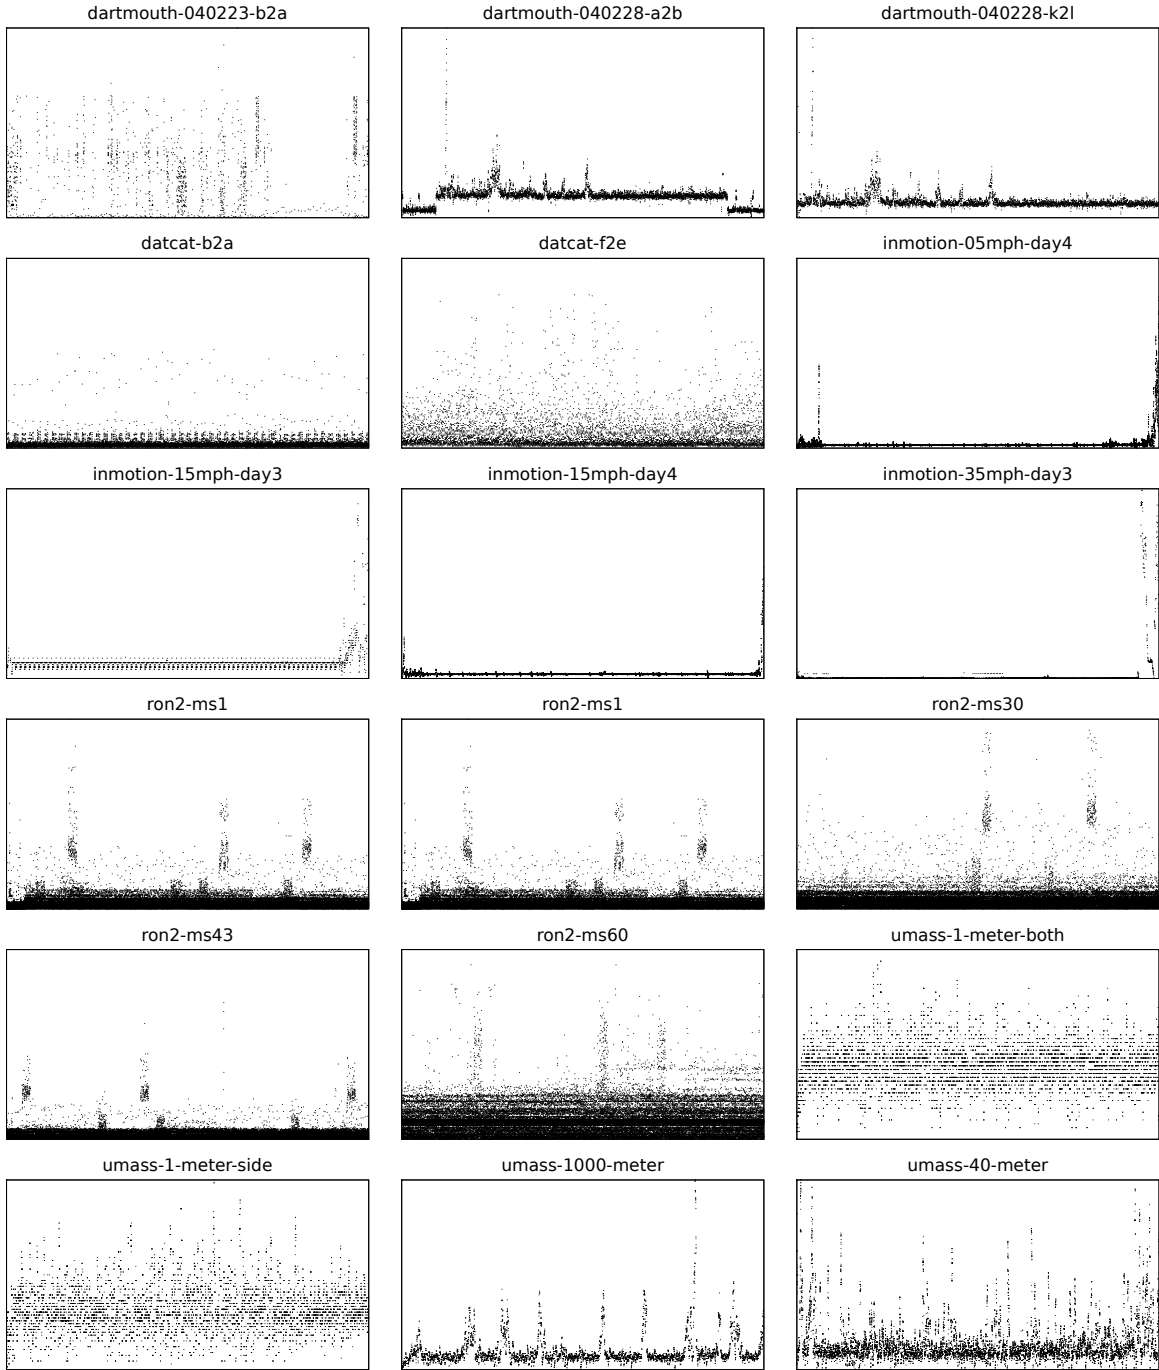 dartmouth-040223-b2a
dartmouth-040228-a2b
dartmouth-040228-k2l
datcat-b2a
datcat-f2e
inmotion-05mph-day4
inmotion-15mph-day3
inmotion-15mph-day4
inmotion-35mph-day3
ron2-ms1
ron2-ms1
ron2-ms30
ron2-ms43
ron2-ms60
umass-1-meter-both
umass-1-meter-side
umass-1000-meter
umass-40-meter